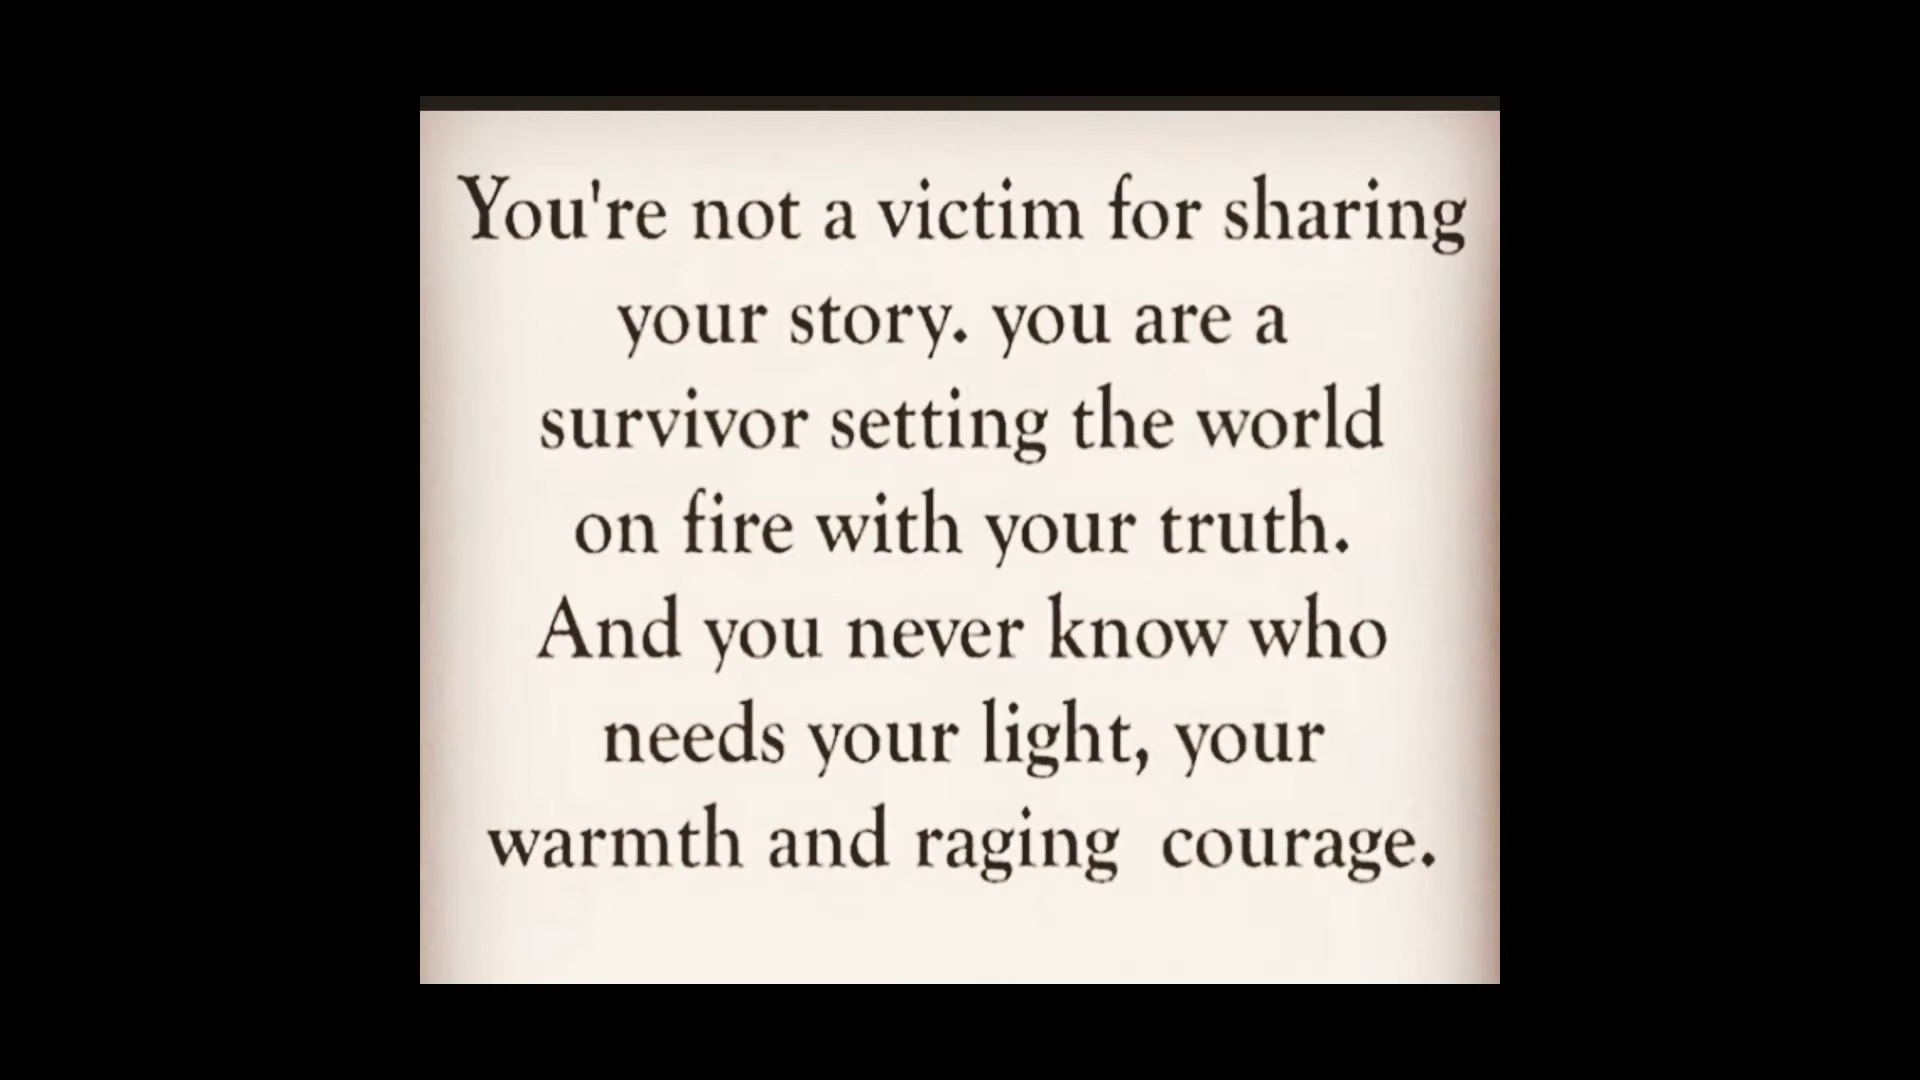 You're not a victim for sharing
your story. you are a
survivor setting the world
on fire with your truth.
And you never know who
needs your light, your
warmth and raging  courage.